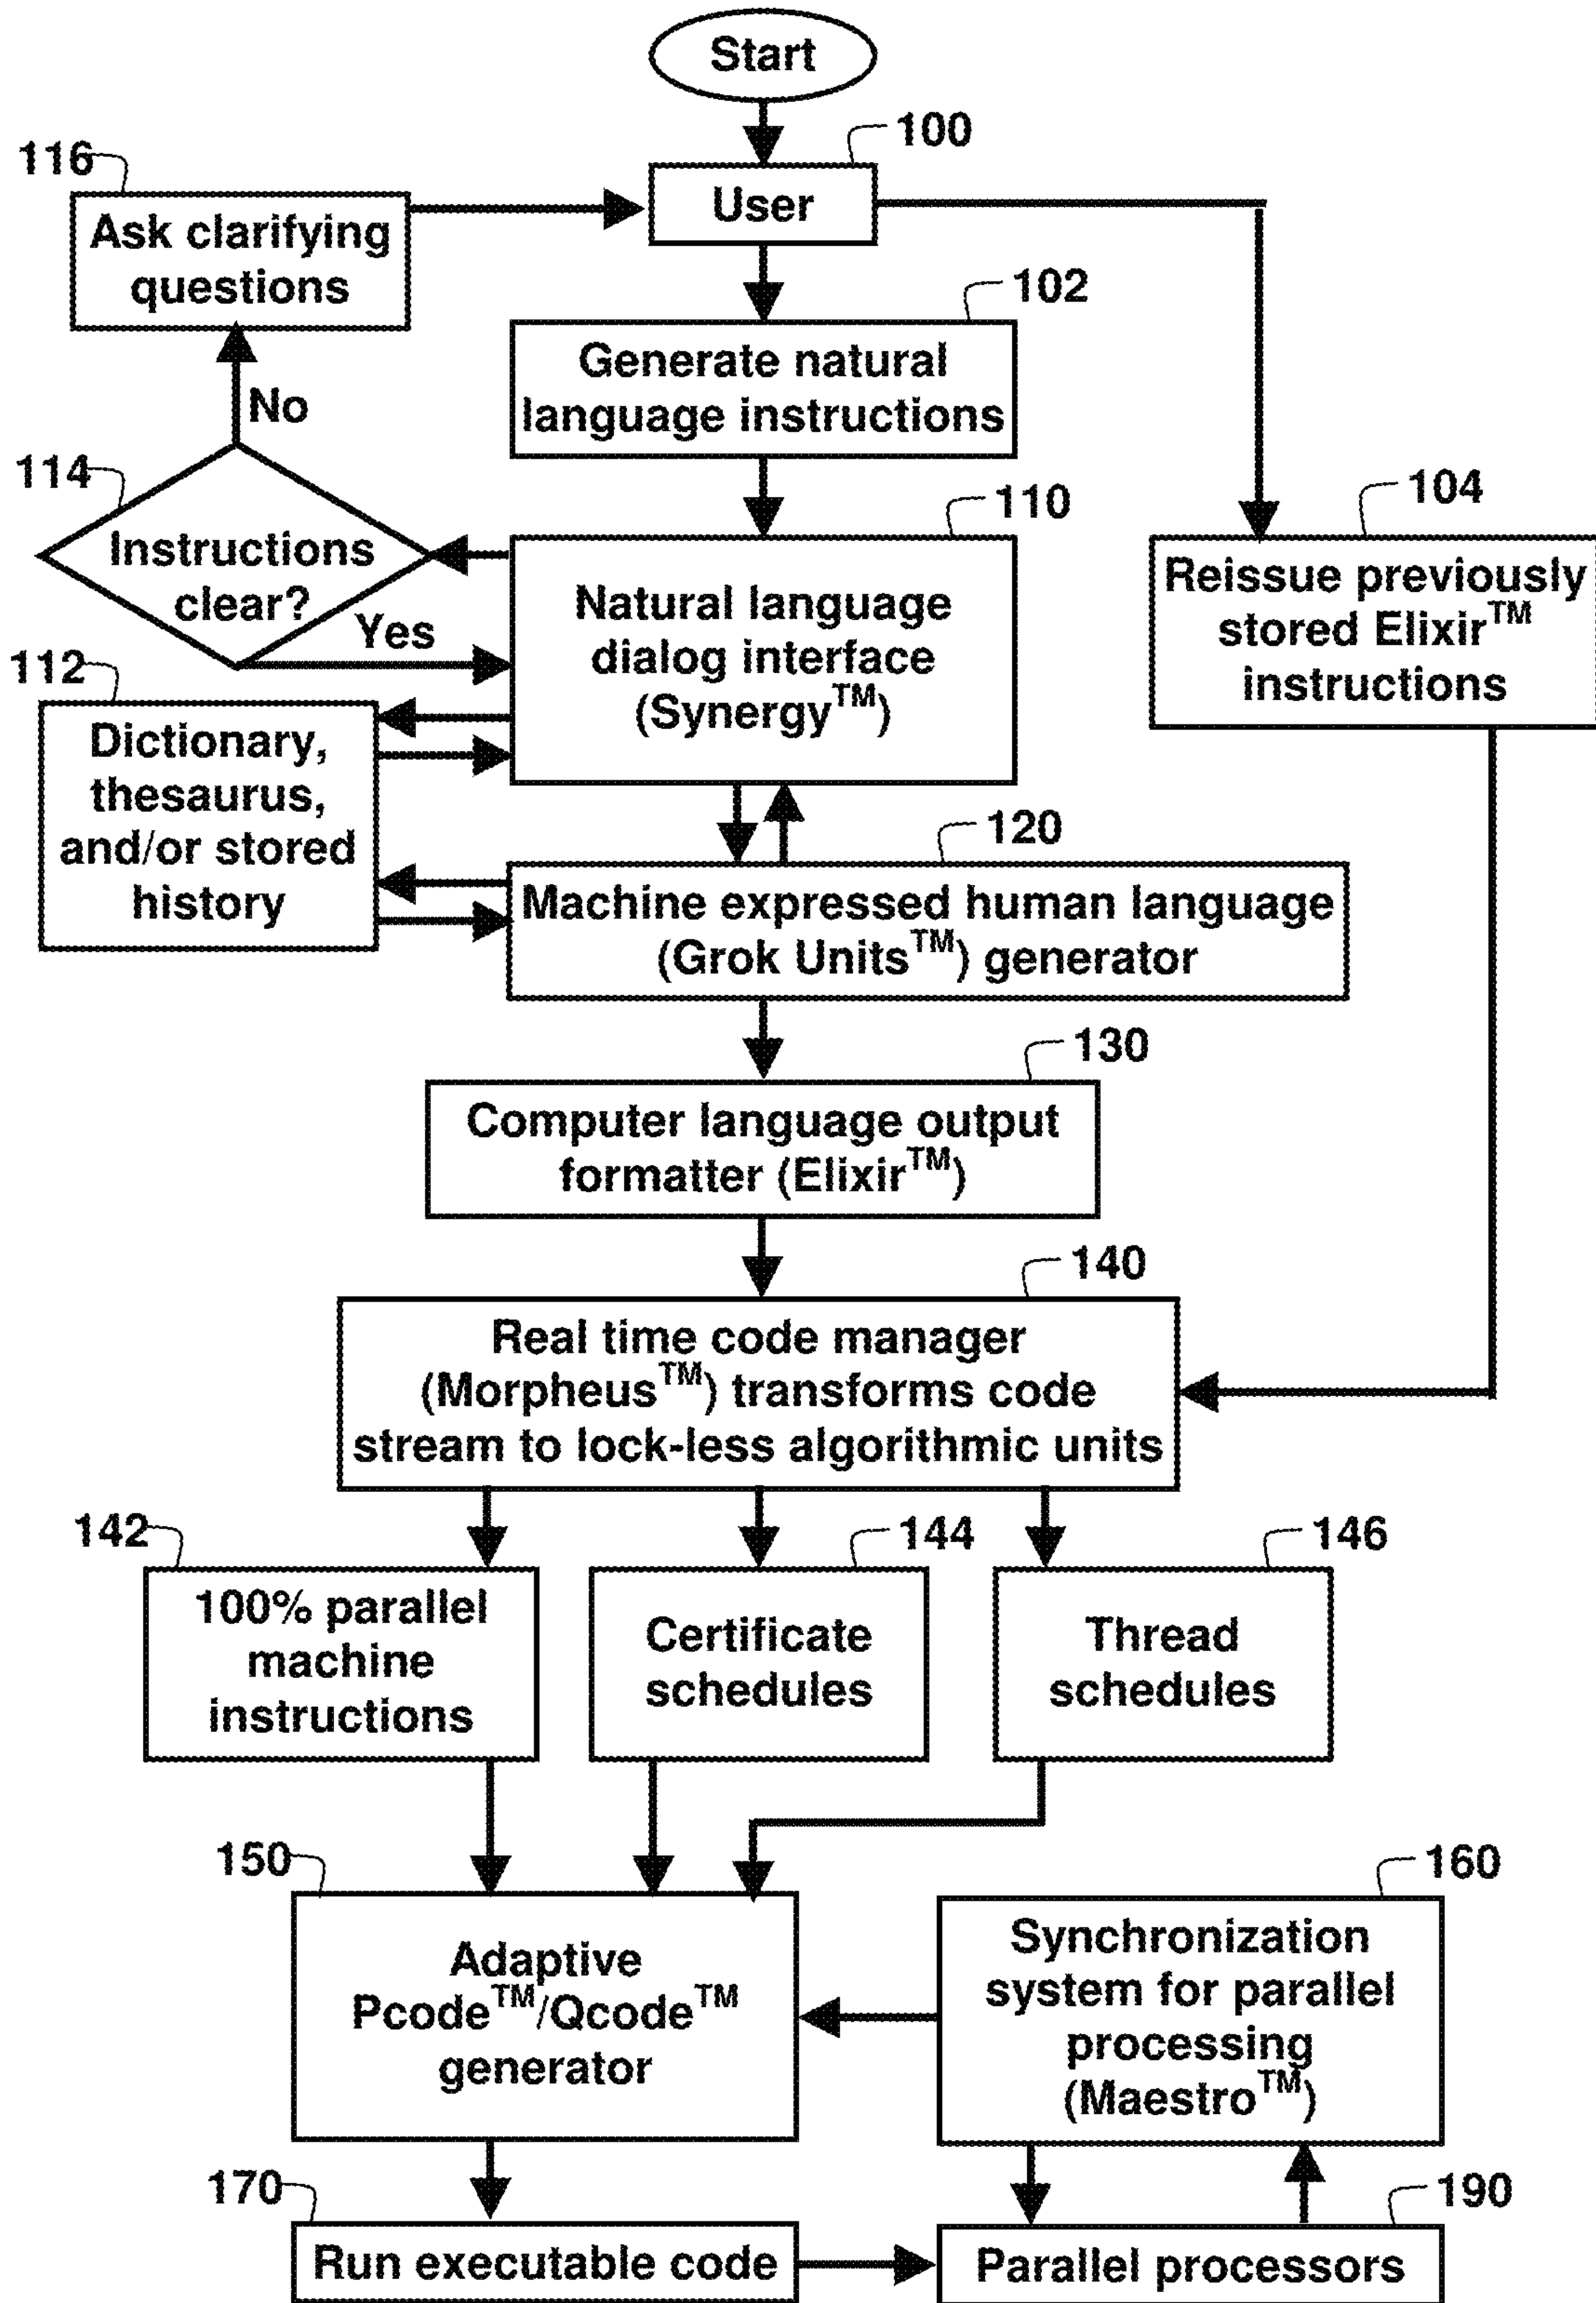 Start
100
User
116
Ask clarifying
questions
102
Generate natural
language instructions
No
114
Instructions
clear?
Yes
110
Natural language
dialog interface
(Synergy™)
104
Reissue previously
stored Elixir™
instructions
112
Dictionary,
thesaurus,
and/or stored
history
120
Machine expressed human language
(Grok Units™) generator
130
Computer language output
formatter (Elixir™)
140
Real time code manager
(Morpheus™) transforms code
stream to lock-less algorithmic units
142
100% parallel
machine
instructions
144
Certificate
schedules
146
Thread
schedules
150
Adaptive
Pcode™/Qcode™
generator
160
Synchronization
system for parallel
processing
(Maestro™)
170
Run executable code
190
Parallel processors